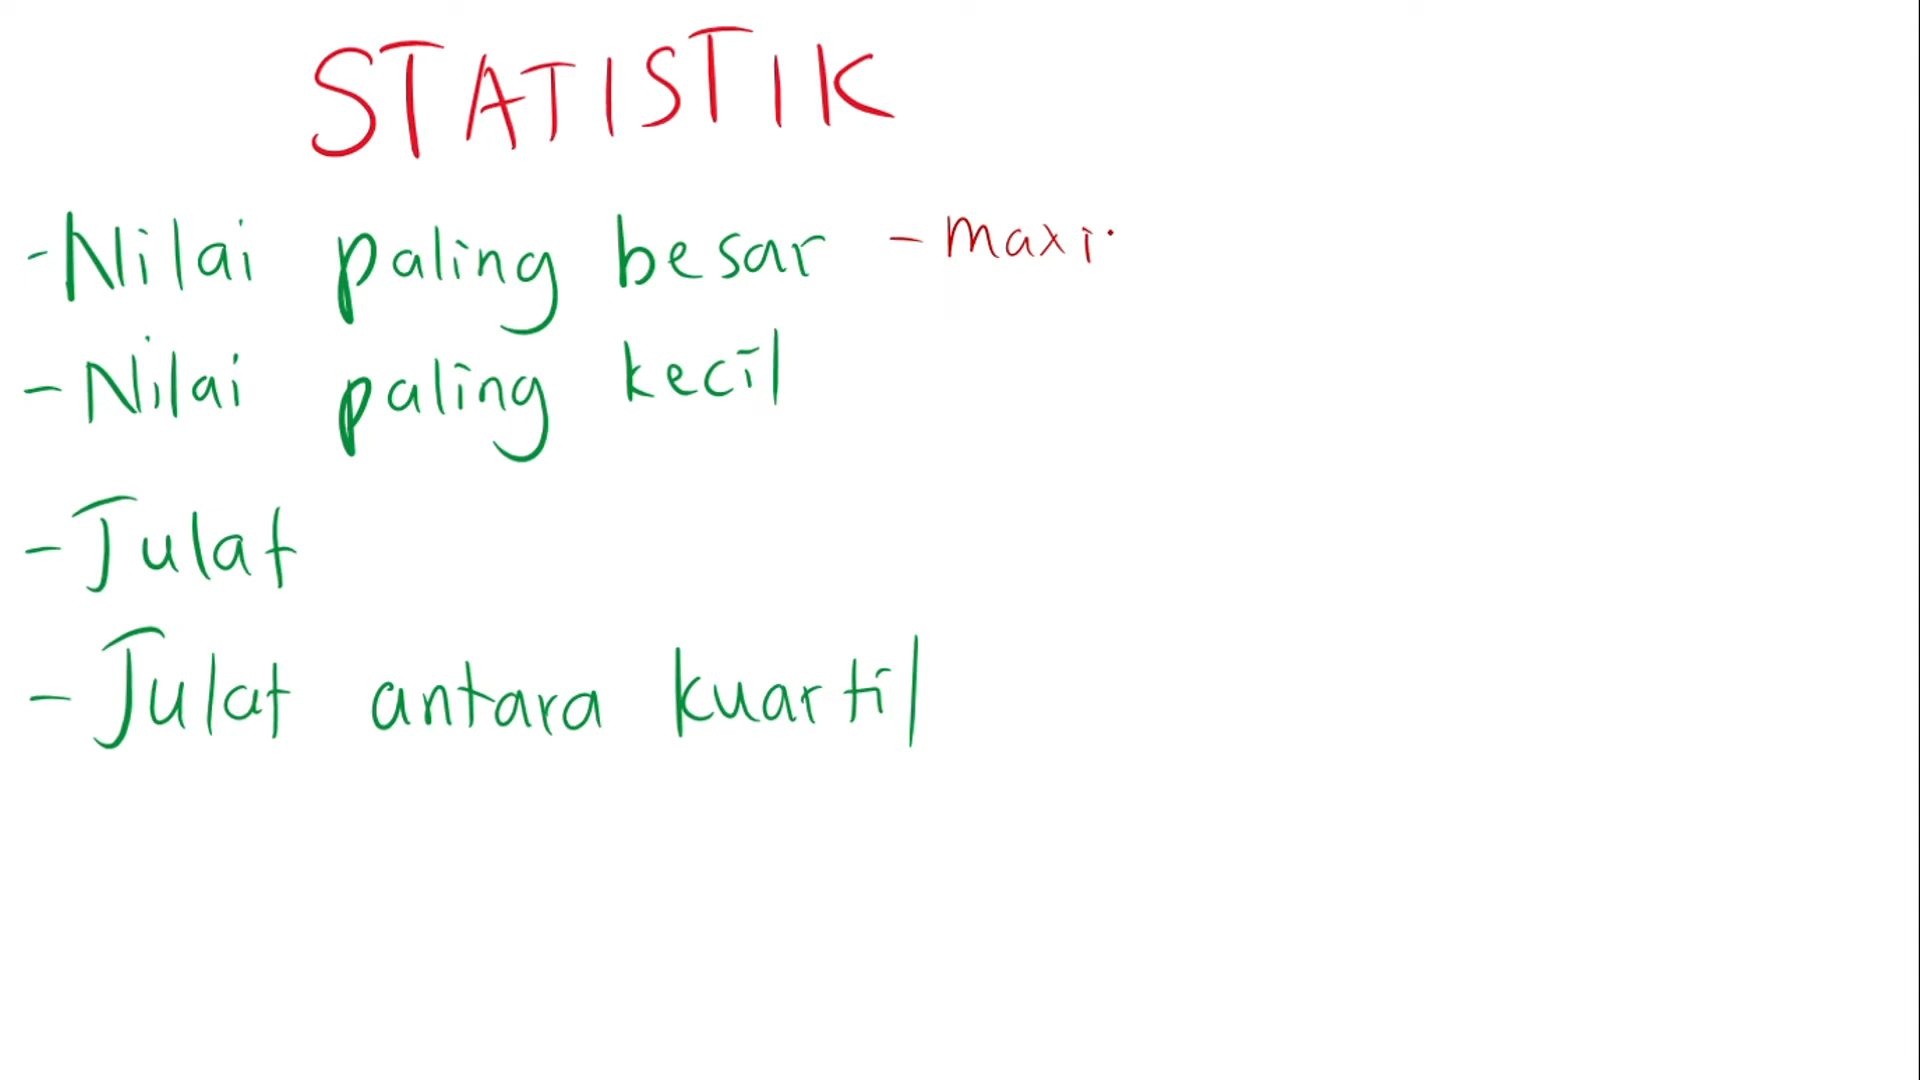 STATISTIK
-Nilai paling besar - maxi
- Nilai paling kecil
- Julat
- Julat antara kuartil